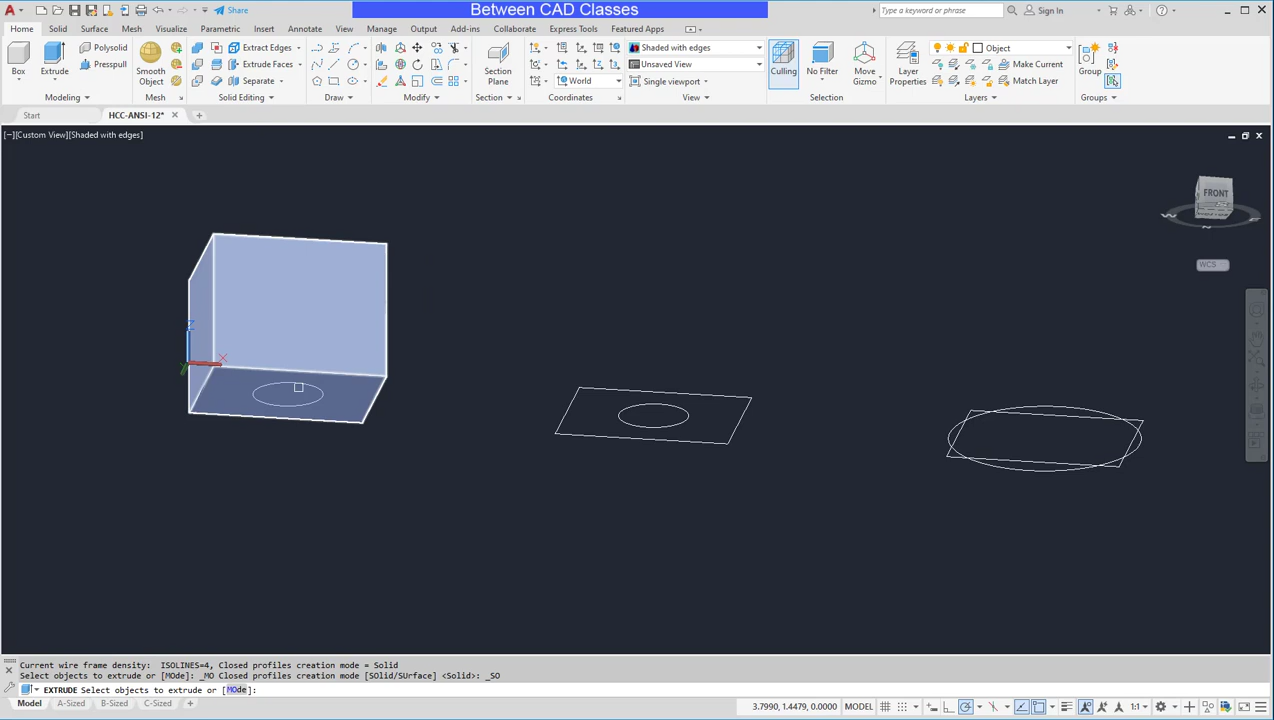 Between CAD Classes
Share
Type a keyword or phrase
Sign In
Home Solid Surface Mesh Visualize Parametric Insert Annotate View Manage Collaborate Output Add-ins Express Tools Featured Apps
Box
Extrude
Polysolid
Presspull
Modeling
Smooth Object
Mesh
Extract Edges
Extrude Faces
Separate
Solid Editing
Draw
Modify
Section Plane
Section
World
Coordinates
Shaded with edges
Unsaved View
Single viewport
View
Culling
No Filter
Move Gizmo
Selection
Layer Properties
Object
Make Current
Match Layer
Layers
Group
Groups
Start
HCC-ANSI-12*
[−][Custom View][Shaded with edges]
FRONT
W
S
E
N
WCS
Z
X
Y
Current wire frame density: ISOLINES=4, Closed profiles creation mode = Solid
Select objects to extrude or [MOde]: _MO Closed profiles creation mode [SOlid/SUrface] <Solid>: _SO
EXTRUDE Select objects to extrude or [MOde]:
Model A-Sized B-Sized C-Sized
3.7990, 1.4479, 0.0000 MODEL
1:1